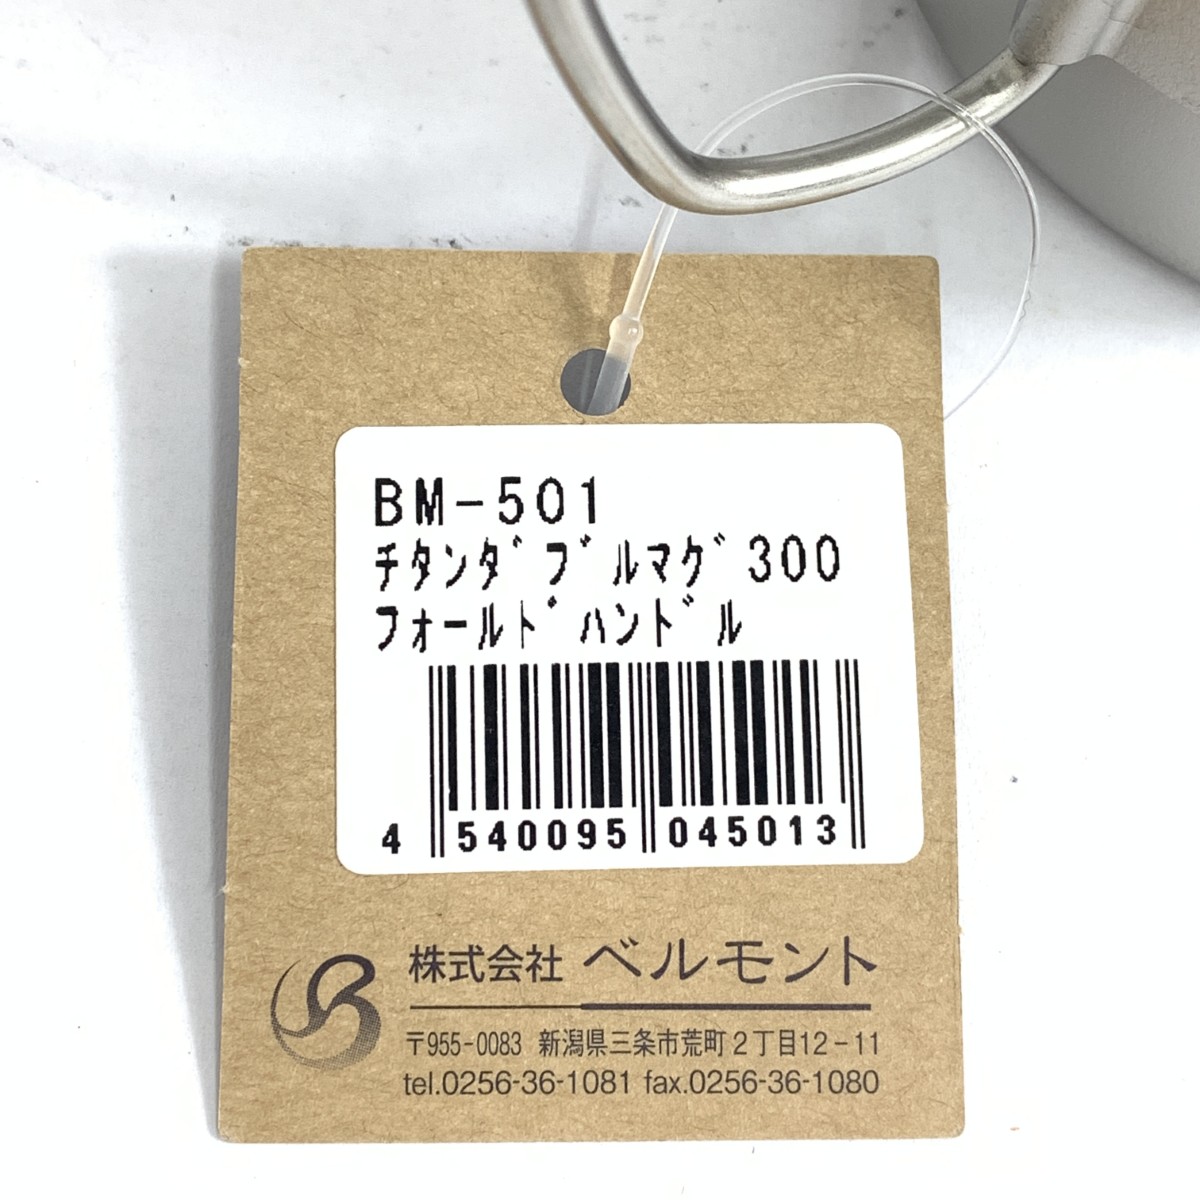 BM-501
チタンダブルマグ300
フォールドハンドル
4 540095 045013
株式会社 ベルモント
〒955-0083 新潟県三条市荒町2丁目12-11
tel.0256-36-1081 fax.0256-36-1080